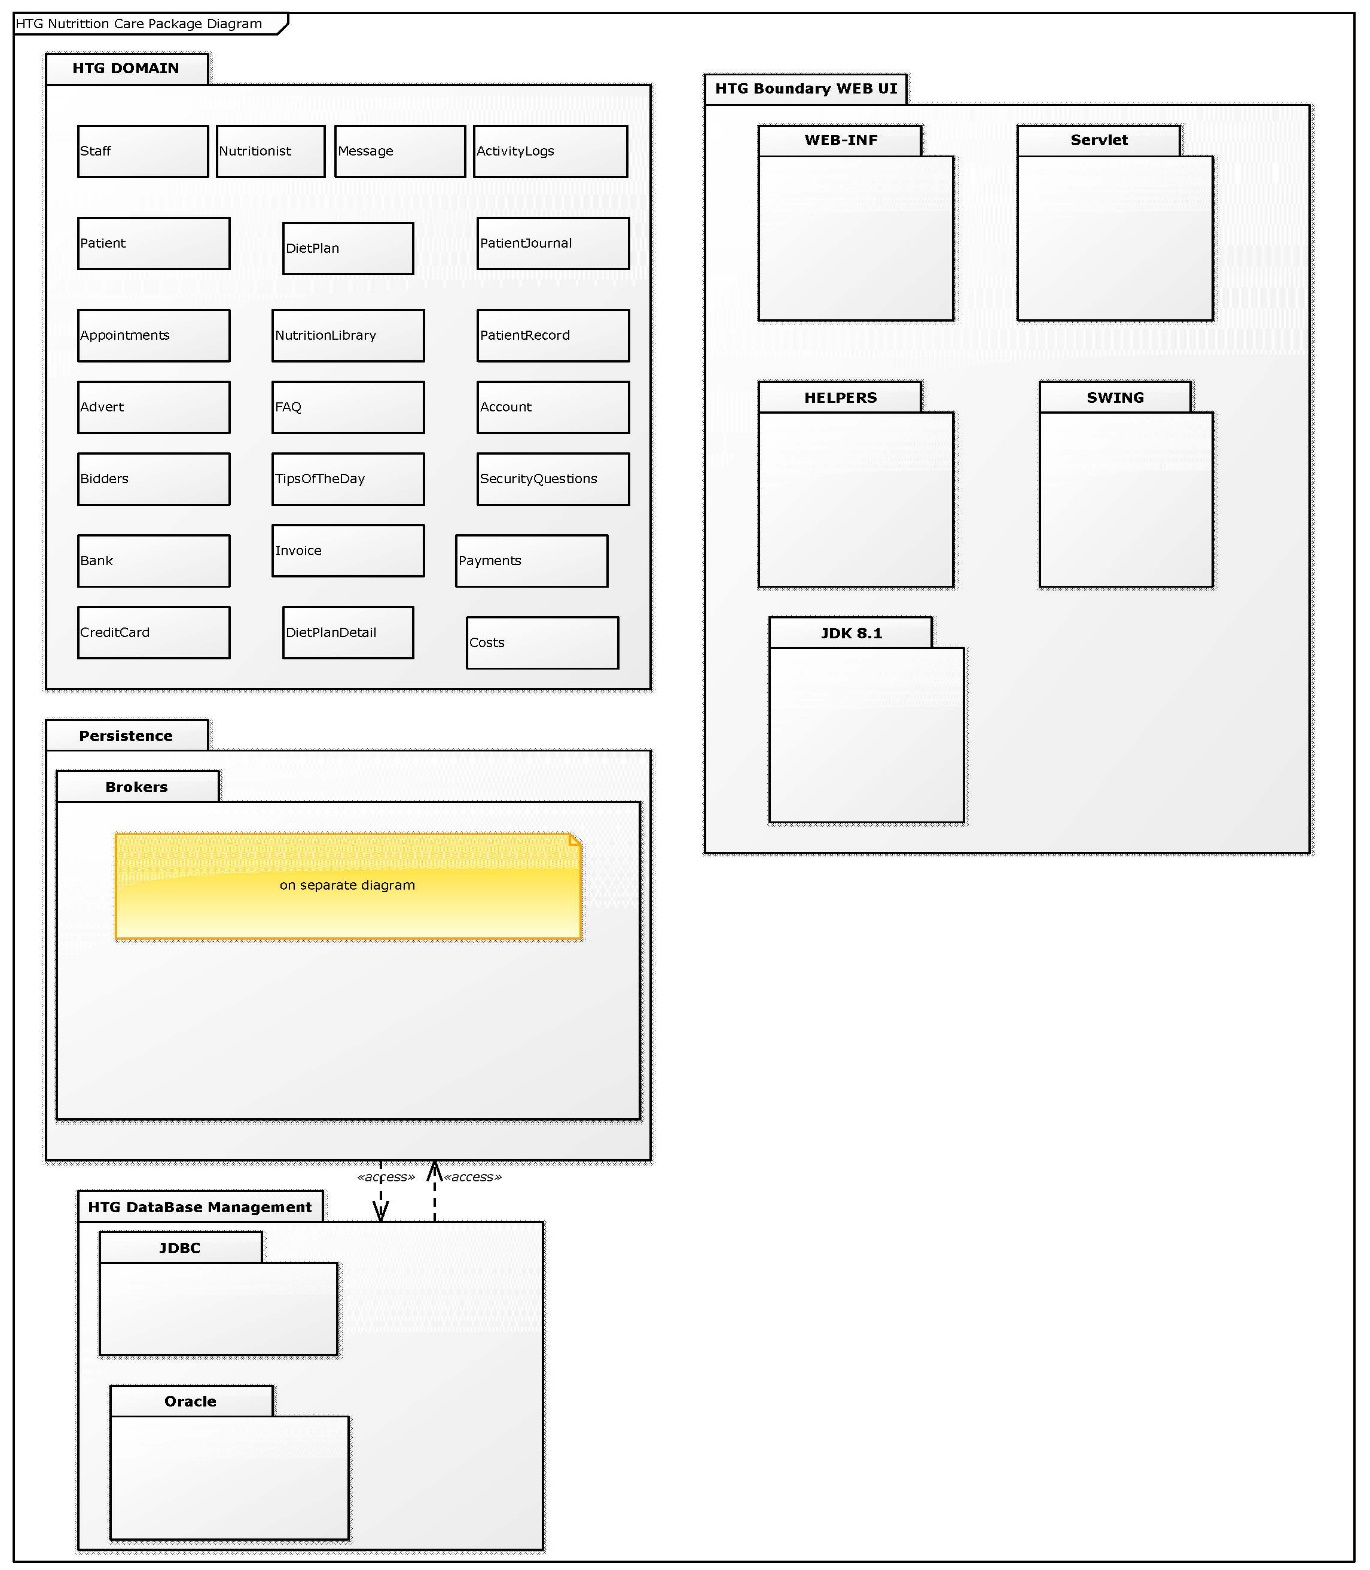 HTG Nutrittion Care Package Diagram
HTG DOMAIN
Staff
Nutritionist
Message
ActivityLogs
Patient
DietPlan
PatientJournal
Appointments
NutritionLibrary
PatientRecord
Advert
FAQ
Account
Bidders
TipsOfTheDay
SecurityQuestions
Bank
Invoice
Payments
CreditCard
DietPlanDetail
Costs
HTG Boundary WEB UI
WEB-INF
Servlet
HELPERS
SWING
JDK 8.1
Persistence
Brokers
on separate diagram
«access»
«access»
HTG DataBase Management
JDBC
Oracle